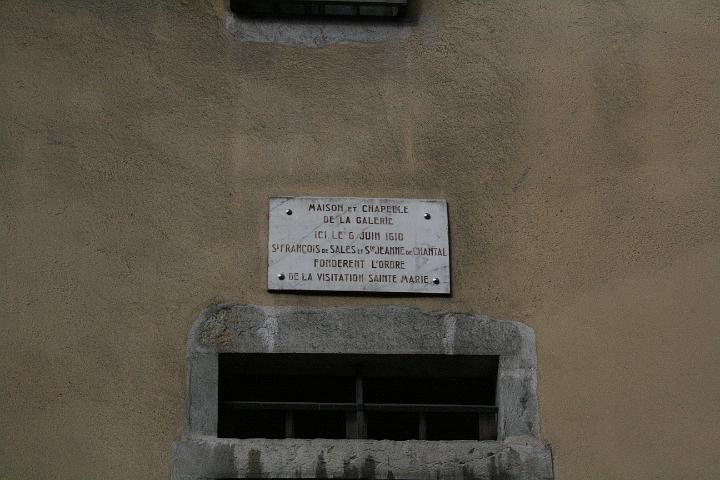 MAISON ET CHAPELLE
DE LA GALERIE
ICI LE 6 JUIN 1610
ST FRANÇOIS DE SALES ET STE JEANNE DE CHANTAL
FONDERENT L'ORDRE
DE LA VISITATION SAINTE MARIE